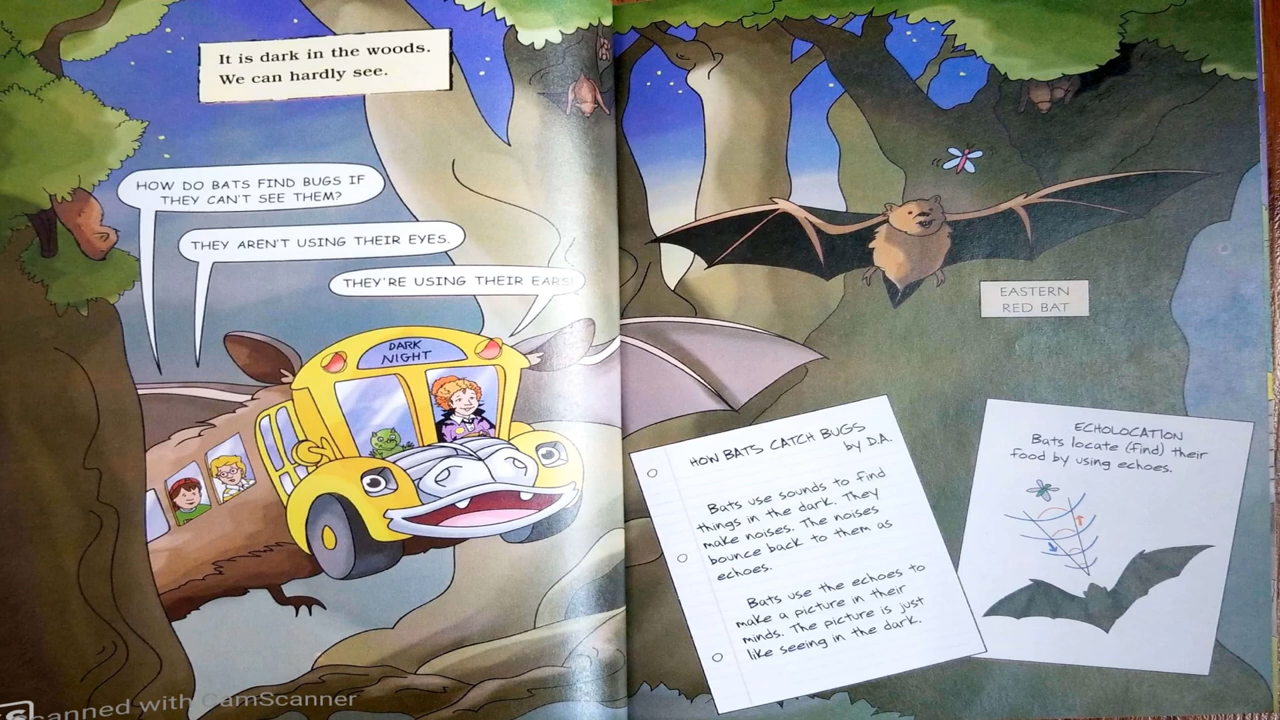 It is dark in the woods.
We can hardly see.
HOW DO BATS FIND BUGS IF
THEY CAN'T SEE THEM?
THEY AREN'T USING THEIR EYES.
THEY'RE USING THEIR EARS!
DARK
NIGHT
EASTERN
RED BAT
HOW BATS CATCH BUGS
by D.A.
Bats use sounds to find
things in the dark. They
make noises. The noises
bounce back to them as
echoes.
Bats use the echoes to
make a picture in their
minds. The picture is just
like seeing in the dark.
ECHOLOCATION
Bats locate (find) their
food by using echoes.
canned with CamScanner